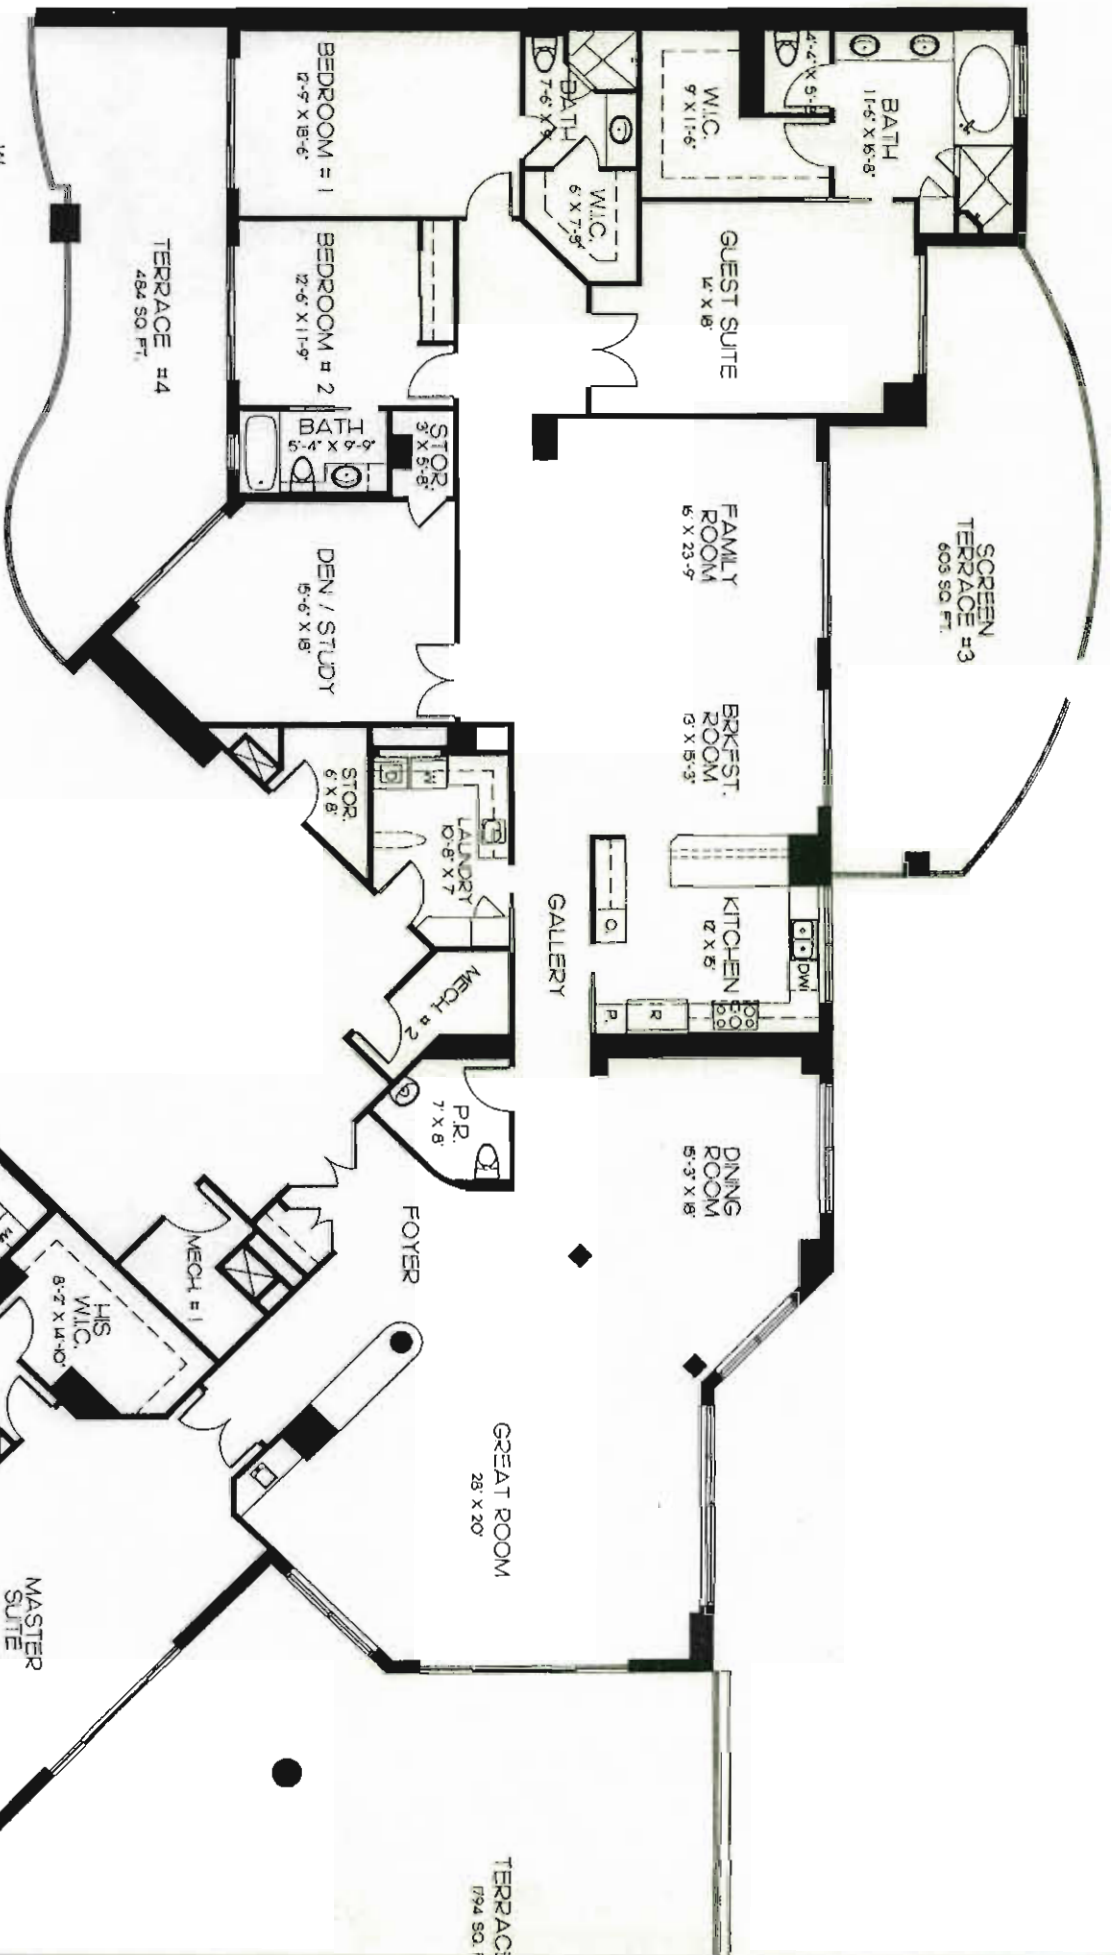 BATH
11'-6" X 15'-8"
W.I.C.
9' X 11'-6"
BATH
BEDROOM # 1
12'-9" X 18'-6"
W.I.C.
6' X 7'-9"
GUEST SUITE
14' X 18'
BEDROOM # 2
12'-6" X 11'-9"
TERRACE #4
484 SQ. FT.
BATH
5'-4" X 9'-9"
STOR.
3' X 5'-8"
SCREEN
TERRACE #3
603 SQ. FT.
FAMILY
ROOM
16' X 23'-9"
DEN / STUDY
15'-6" X 18'
BRKFST.
ROOM
13' X 15'-3"
STOR.
6' X 8'
D
W
LAUNDRY
10'-8" X 7'
KITCHEN
12' X 15'
DW
O.
R
P.
GALLERY
MECH. # 2
P.R.
7' X 8'
DINING
ROOM
15'-3" X 18'
FOYER
MECH. # 1
HIS
W.I.C.
8'-2" X 14'-10"
GREAT ROOM
28' X 20'
MASTER
SUITE
TERRACE
1794 SQ.